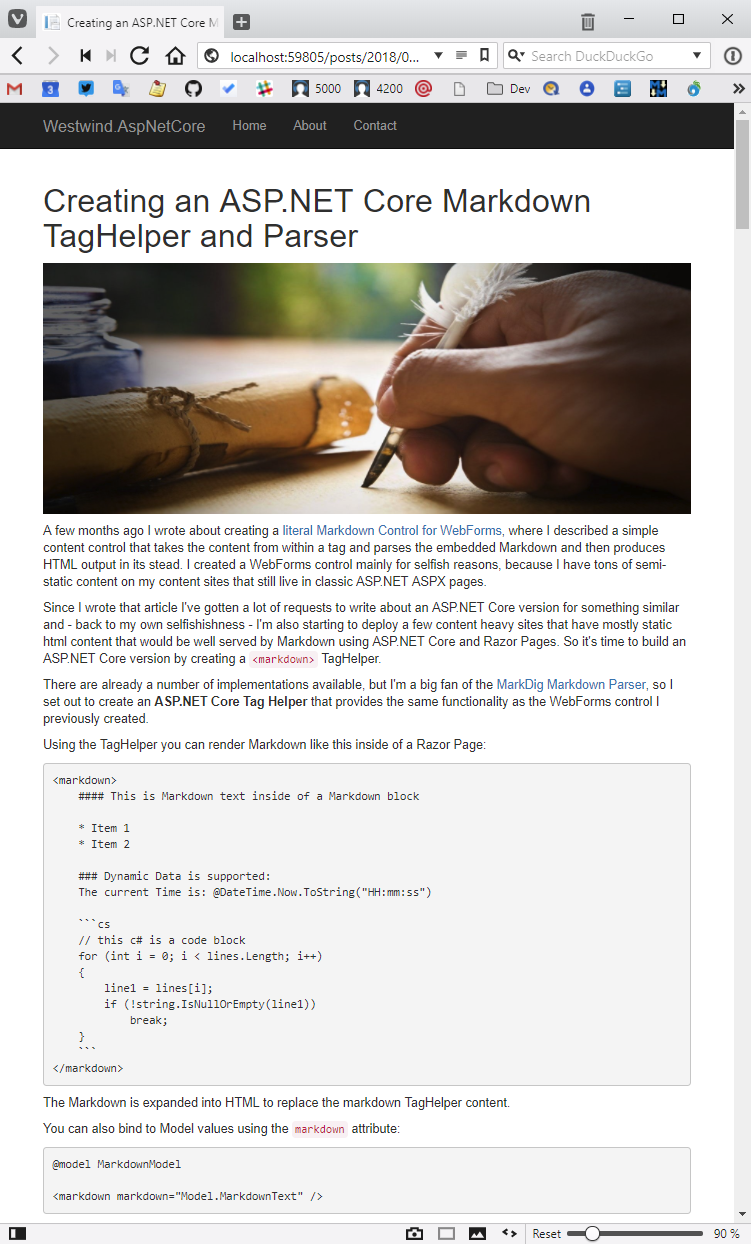 Creating an ASP.NET Core M
localhost:59805/posts/2018/0...
Search DuckDuckGo
3
5000
4200
Dev
Westwind.AspNetCore
Home
About
Contact
Creating an ASP.NET Core Markdown
TagHelper and Parser
A few months ago I wrote about creating a literal Markdown Control for WebForms, where I described a simple
content control that takes the content from within a tag and parses the embedded Markdown and then produces
HTML output in its stead. I created a WebForms control mainly for selfish reasons, because I have tons of semi-
static content on my content sites that still live in classic ASP.NET ASPX pages.
Since I wrote that article I've gotten a lot of requests to write about an ASP.NET Core version for something similar
and - back to my own selfishishness - I'm also starting to deploy a few content heavy sites that have mostly static
html content that would be well served by Markdown using ASP.NET Core and Razor Pages. So it's time to build an
ASP.NET Core version by creating a <markdown> TagHelper.
There are already a number of implementations available, but I'm a big fan of the MarkDig Markdown Parser, so I
set out to create an ASP.NET Core Tag Helper that provides the same functionality as the WebForms control I
previously created.
Using the TagHelper you can render Markdown like this inside of a Razor Page:
<markdown>
#### This is Markdown text inside of a Markdown block
* Item 1
* Item 2
### Dynamic Data is supported:
The current Time is: @DateTime.Now.ToString("HH:mm:ss")
```cs
// this c# is a code block
for (int i = 0; i < lines.Length; i++)
{
line1 = lines[i];
if (!string.IsNullOrEmpty(line1))
break;
}
```
</markdown>
The Markdown is expanded into HTML to replace the markdown TagHelper content.
You can also bind to Model values using the markdown attribute:
@model MarkdownModel
<markdown markdown="Model.MarkdownText" />
Reset
90 %